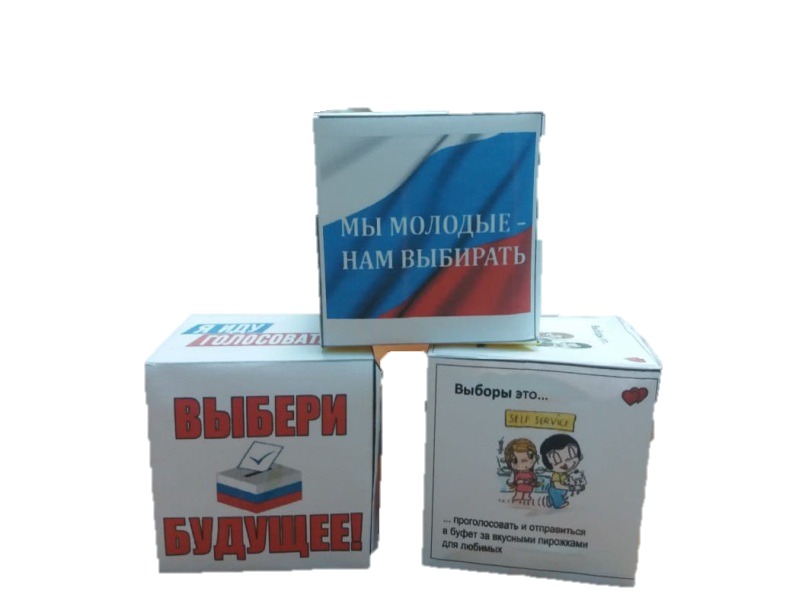 МЫ МОЛОДЫЕ –
НАМ ВЫБИРАТЬ
Я ИДУ
ГОЛОСОВАТЬ
ВЫБЕРИ
БУДУЩЕЕ!
Выборы это...
SELF SERVICE
... проголосовать и отправиться
в буфет за вкусными пирожками
для любимых